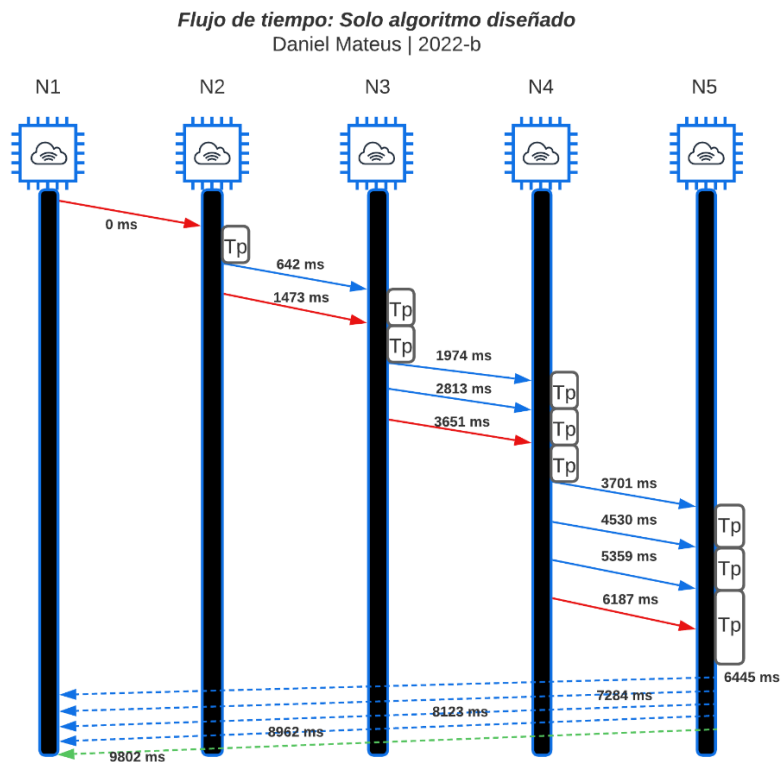 Flujo de tiempo: Solo algoritmo diseñado
Daniel Mateus | 2022-b
N1 N2 N3 N4 N5
0 ms
Tp
642 ms
1473 ms
Tp
Tp
1974 ms
2813 ms
3651 ms
Tp
Tp
Tp
3701 ms
4530 ms
5359 ms
6187 ms
Tp
Tp
Tp
6445 ms
7284 ms
8123 ms
8962 ms
9802 ms